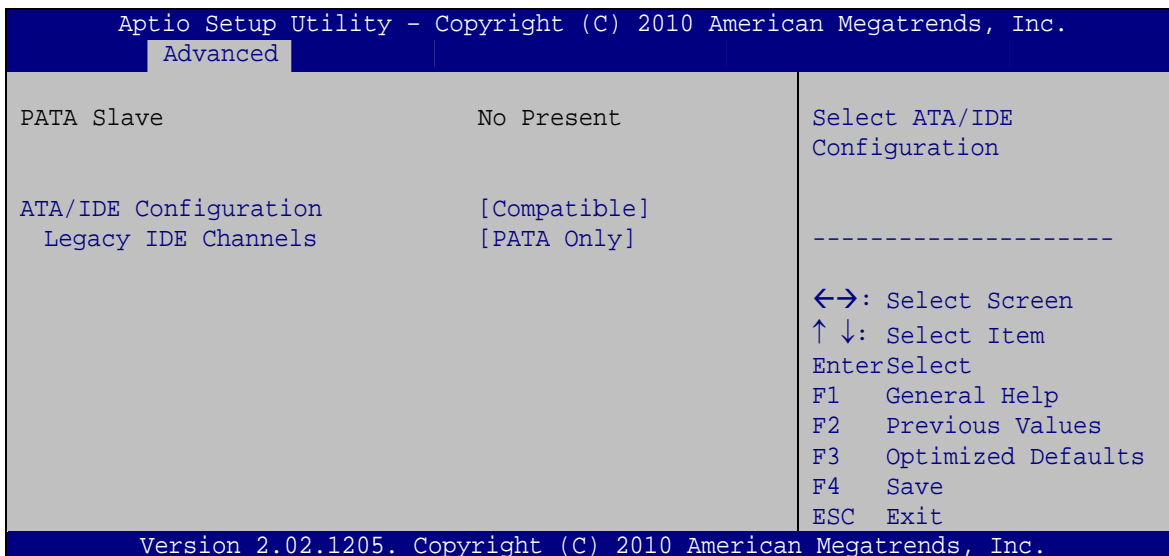 Aptio Setup Utility – Copyright (C) 2010 American Megatrends, Inc.
Advanced
PATA Slave No Present
ATA/IDE Configuration [Compatible]
Legacy IDE Channels [PATA Only]
Select ATA/IDE
Configuration
---------------------
←→: Select Screen
↑ ↓: Select Item
EnterSelect
F1 General Help
F2 Previous Values
F3 Optimized Defaults
F4 Save
ESC Exit
Version 2.02.1205. Copyright (C) 2010 American Megatrends, Inc.